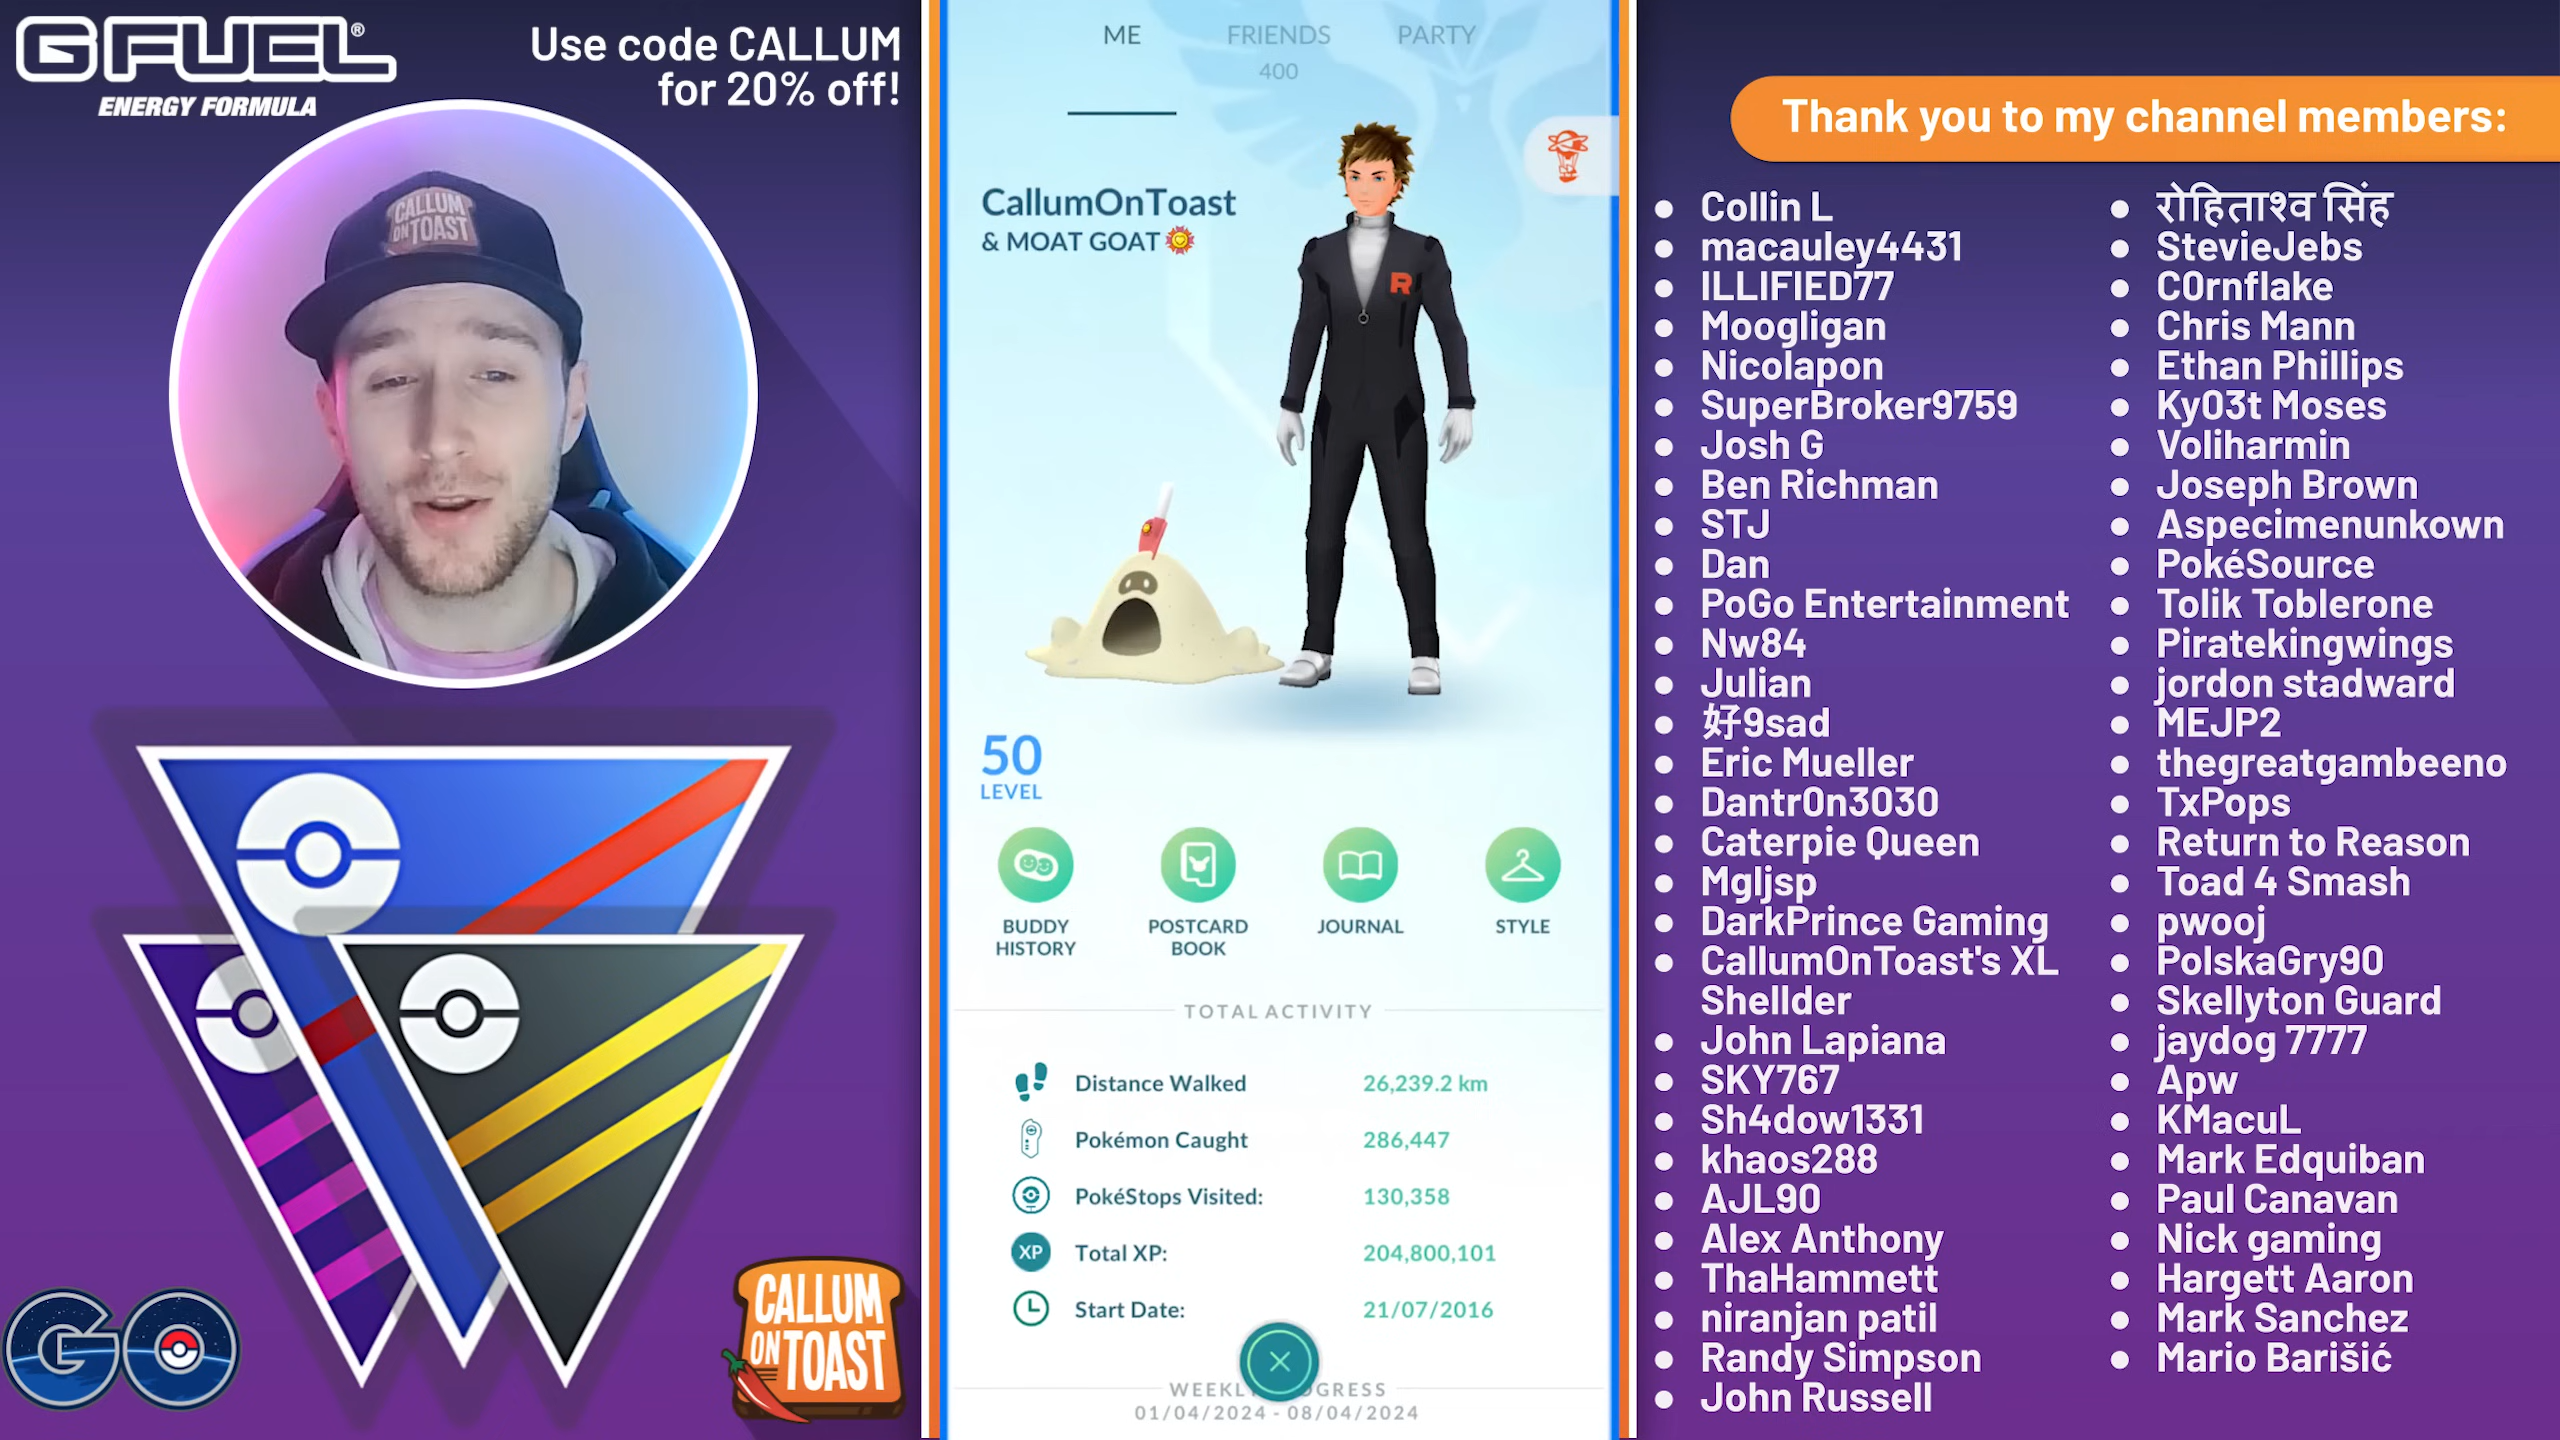 GFUEL®
ENERGY FORMULA
Use code CALLUM
for 20% off!
CALLUM
ON TOAST
GO
CALLUM
ON TOAST
ME
FRIENDS
400
PARTY
CallumOnToast
& MOAT GOAT
R
50
LEVEL
BUDDY
HISTORY
POSTCARD
BOOK
JOURNAL
STYLE
TOTAL ACTIVITY
Distance Walked 26,239.2 km
Pokémon Caught 286,447
PokéStops Visited: 130,358
XP Total XP: 204,800,101
Start Date: 21/07/2016
01/04/2024 - 08/04/2024
Thank you to my channel members:
Collin L
macauley4431
ILLIFIED77
Moogligan
Nicolapon
SuperBroker9759
Josh G
Ben Richman
STJ
Dan
PoGo Entertainment
Nw84
Julian
好9sad
Eric Mueller
Dantr0n3030
Caterpie Queen
Mgljsp
DarkPrince Gaming
CallumOnToast's XL
Shellder
John Lapiana
SKY767
Sh4dow1331
khaos288
AJL90
Alex Anthony
ThaHammett
niranjan patil
Randy Simpson
John Russell
रोहिताश्व सिंह
StevieJebs
C0rnflake
Chris Mann
Ethan Phillips
Ky03t Moses
Voliharmin
Joseph Brown
Aspecimenunkown
PokéSource
Tolik Toblerone
Piratekingwings
jordon stadward
MEJP2
thegreatgambeeno
TxPops
Return to Reason
Toad 4 Smash
pwooj
PolskaGry90
Skellyton Guard
jaydog 7777
Apw
KMacuL
Mark Edquiban
Paul Canavan
Nick gaming
Hargett Aaron
Mark Sanchez
Mario Barišić